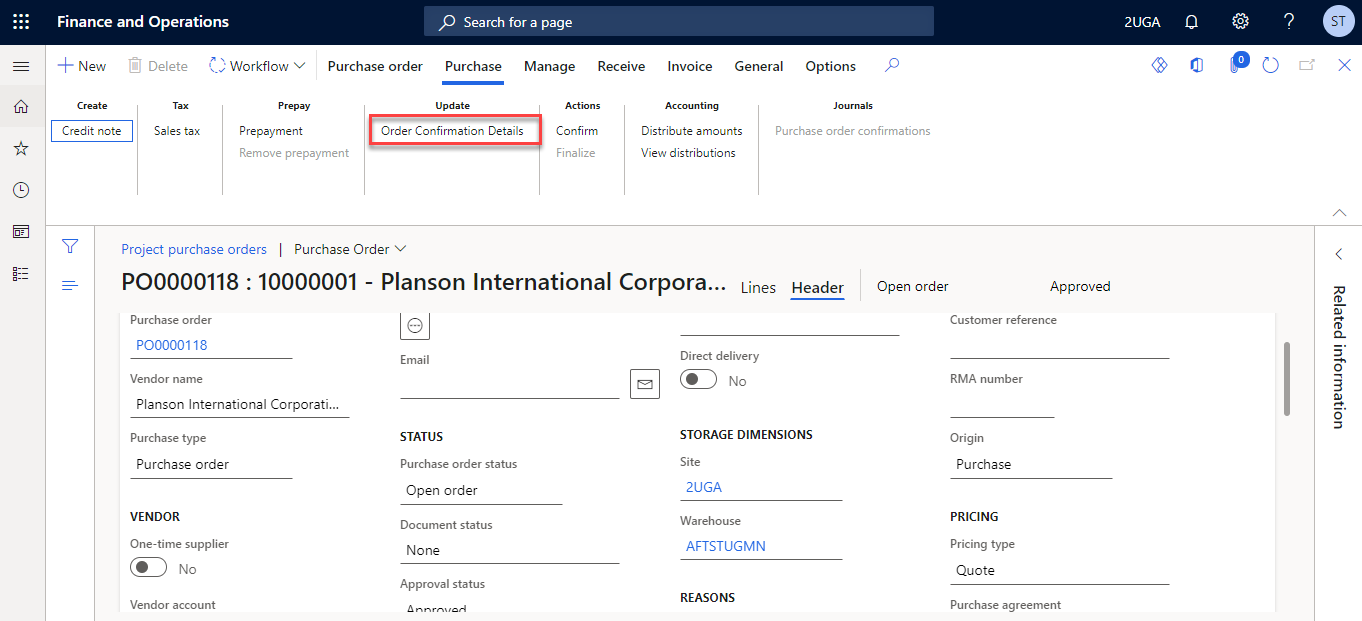 Finance and Operations
Search for a page
2UGA
?
ST
New
Delete
Workflow
Purchase order
Purchase
Manage
Receive
Invoice
General
Options
0
Create
Tax
Prepay
Update
Actions
Accounting
Journals
Credit note
Sales tax
Prepayment
Order Confirmation Details
Confirm
Distribute amounts
Purchase order confirmations
Remove prepayment
Finalize
View distributions
Project purchase orders | Purchase Order
PO0000118 : 10000001 - Planson International Corpora...
Lines
Header
Open order
Approved
Related information
Purchase order
PO0000118
Vendor name
Planson International Corporati...
Purchase type
Purchase order
VENDOR
One-time supplier
No
Vendor account
Email
STATUS
Purchase order status
Open order
Document status
None
Approval status
Approved
Direct delivery
No
STORAGE DIMENSIONS
Site
2UGA
Warehouse
AFTSTUGMN
REASONS
Customer reference
RMA number
Origin
Purchase
PRICING
Pricing type
Quote
Purchase agreement